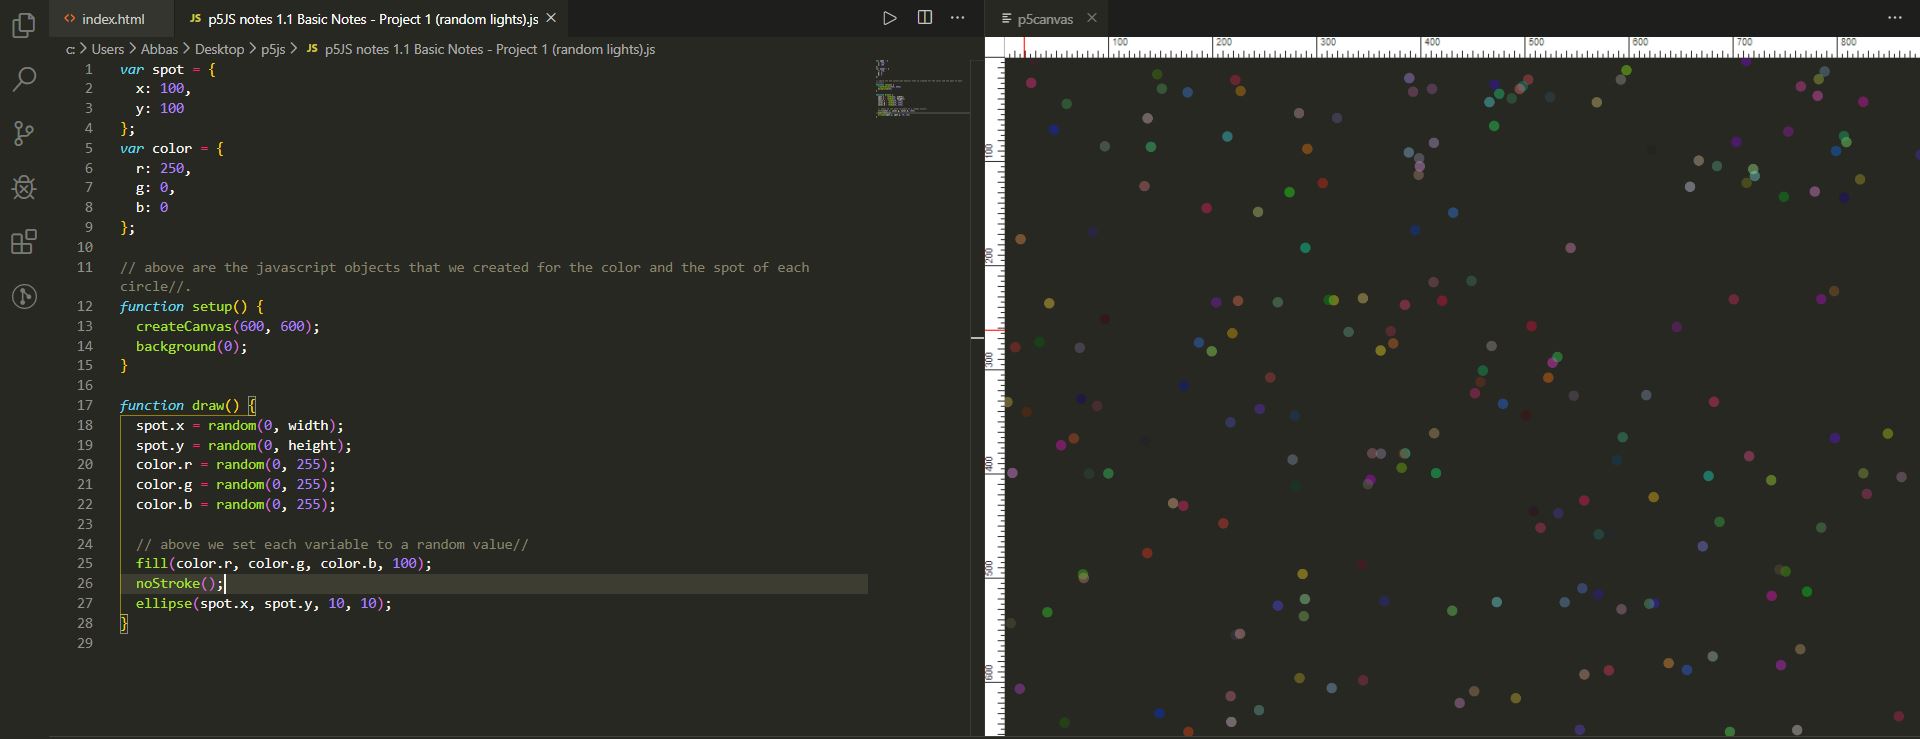 index.html
JS p5JS notes 1.1 Basic Notes - Project 1 (random lights).js
p5canvas
c: > Users > Abbas > Desktop > p5js > JS p5JS notes 1.1 Basic Notes - Project 1 (random lights).js
1 var spot = {
2 x: 100,
3 y: 100
4 };
5 var color = {
6 r: 250,
7 g: 0,
8 b: 0
9 };
10
11 // above are the javascript objects that we created for the color and the spot of each
circle//.
12 function setup() {
13 createCanvas(600, 600);
14 background(0);
15 }
16
17 function draw() {
18 spot.x = random(0, width);
19 spot.y = random(0, height);
20 color.r = random(0, 255);
21 color.g = random(0, 255);
22 color.b = random(0, 255);
23
24 // above we set each variable to a random value//
25 fill(color.r, color.g, color.b, 100);
26 noStroke();
27 ellipse(spot.x, spot.y, 10, 10);
28 }
29
100 200 300 400 500 600 700 800
100
200
300
400
500
600